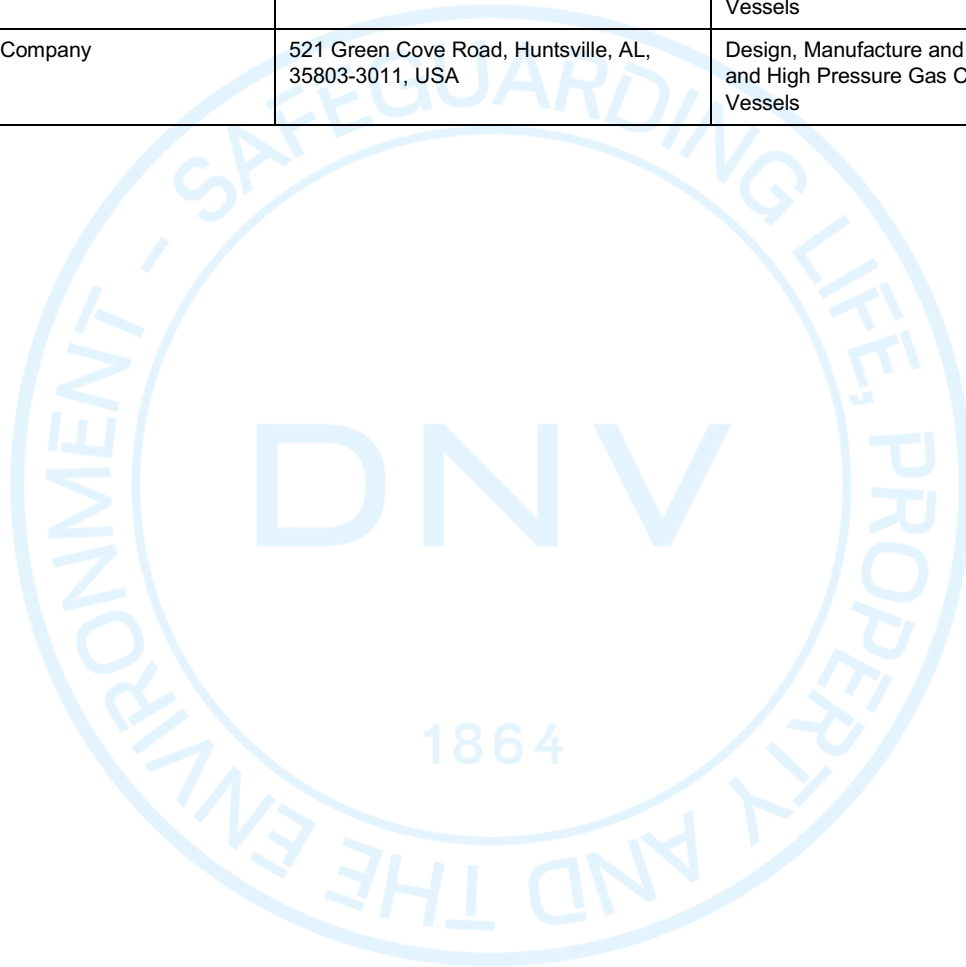 Vessels
Company
521 Green Cove Road, Huntsville, AL,
35803-3011, USA
Design, Manufacture and
and High Pressure Gas C
Vessels
SAFEGUARDING LIFE, PROPERTY AND THE ENVIRONMENT -
DNV
1864